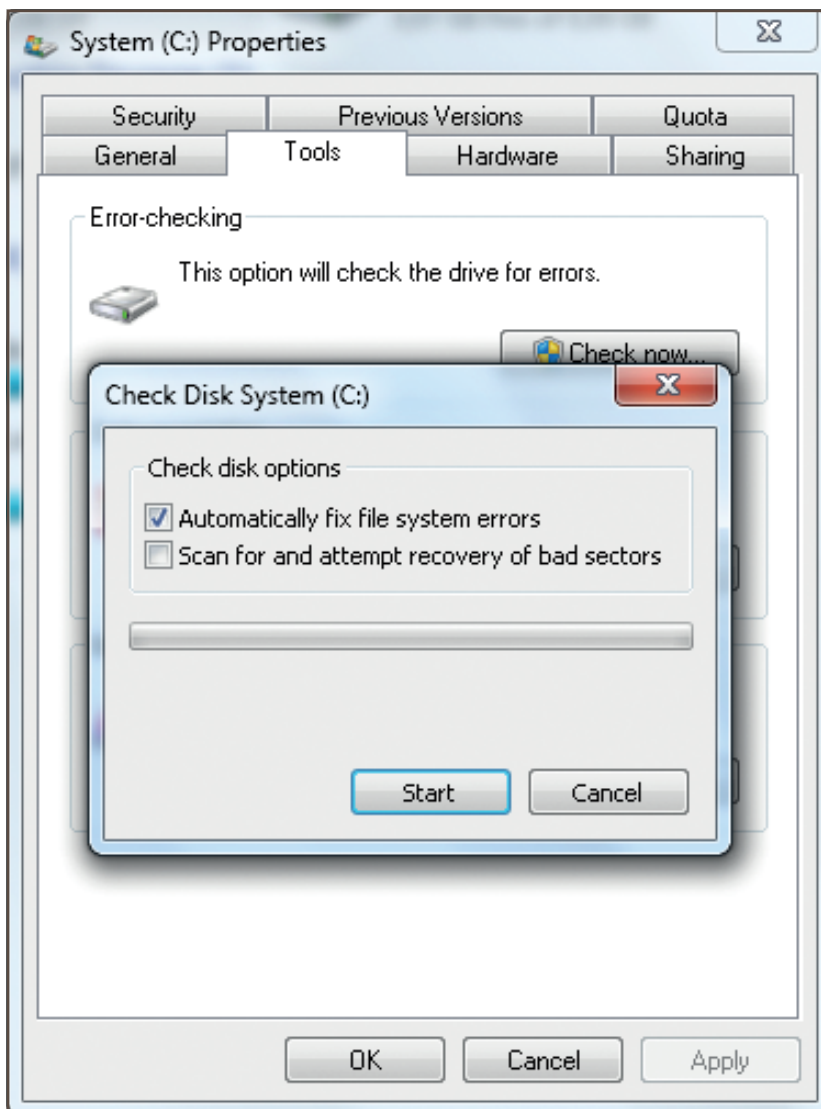 System (C:) Properties
Security Previous Versions Quota
General Tools Hardware Sharing
Error-checking
This option will check the drive for errors.
Check now...
Check Disk System (C:)
Check disk options
Automatically fix file system errors
Scan for and attempt recovery of bad sectors
Start Cancel
OK Cancel Apply